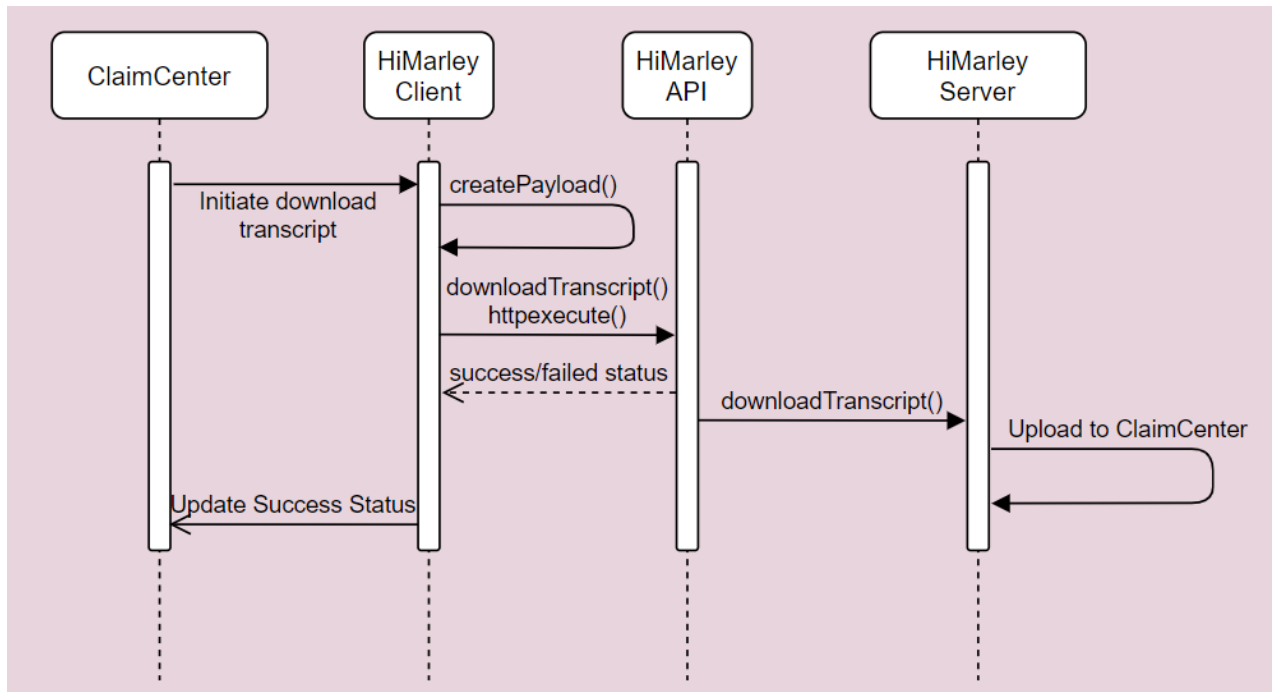 ClaimCenter
HiMarley
Client
HiMarley
API
HiMarley
Server
Initiate download
transcript
createPayload()
downloadTranscript()
httpexecute()
success/failed status
downloadTranscript()
Upload to ClaimCenter
Update Success Status